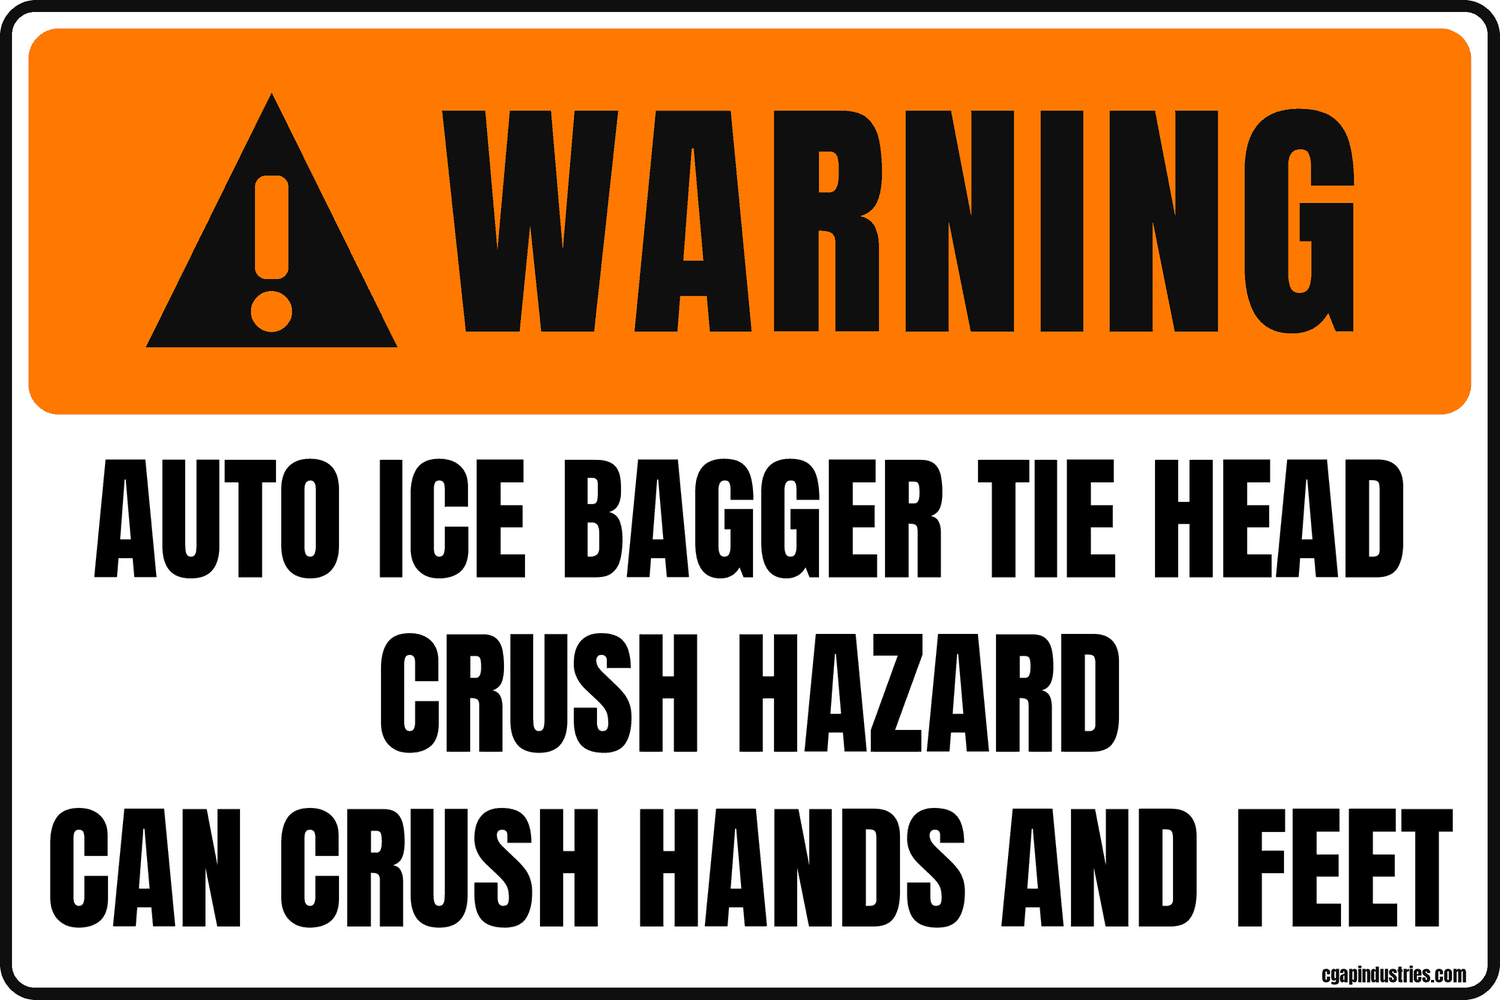 WARNING
AUTO ICE BAGGER TIE HEAD
CRUSH HAZARD
CAN CRUSH HANDS AND FEET
cgapindustries.com